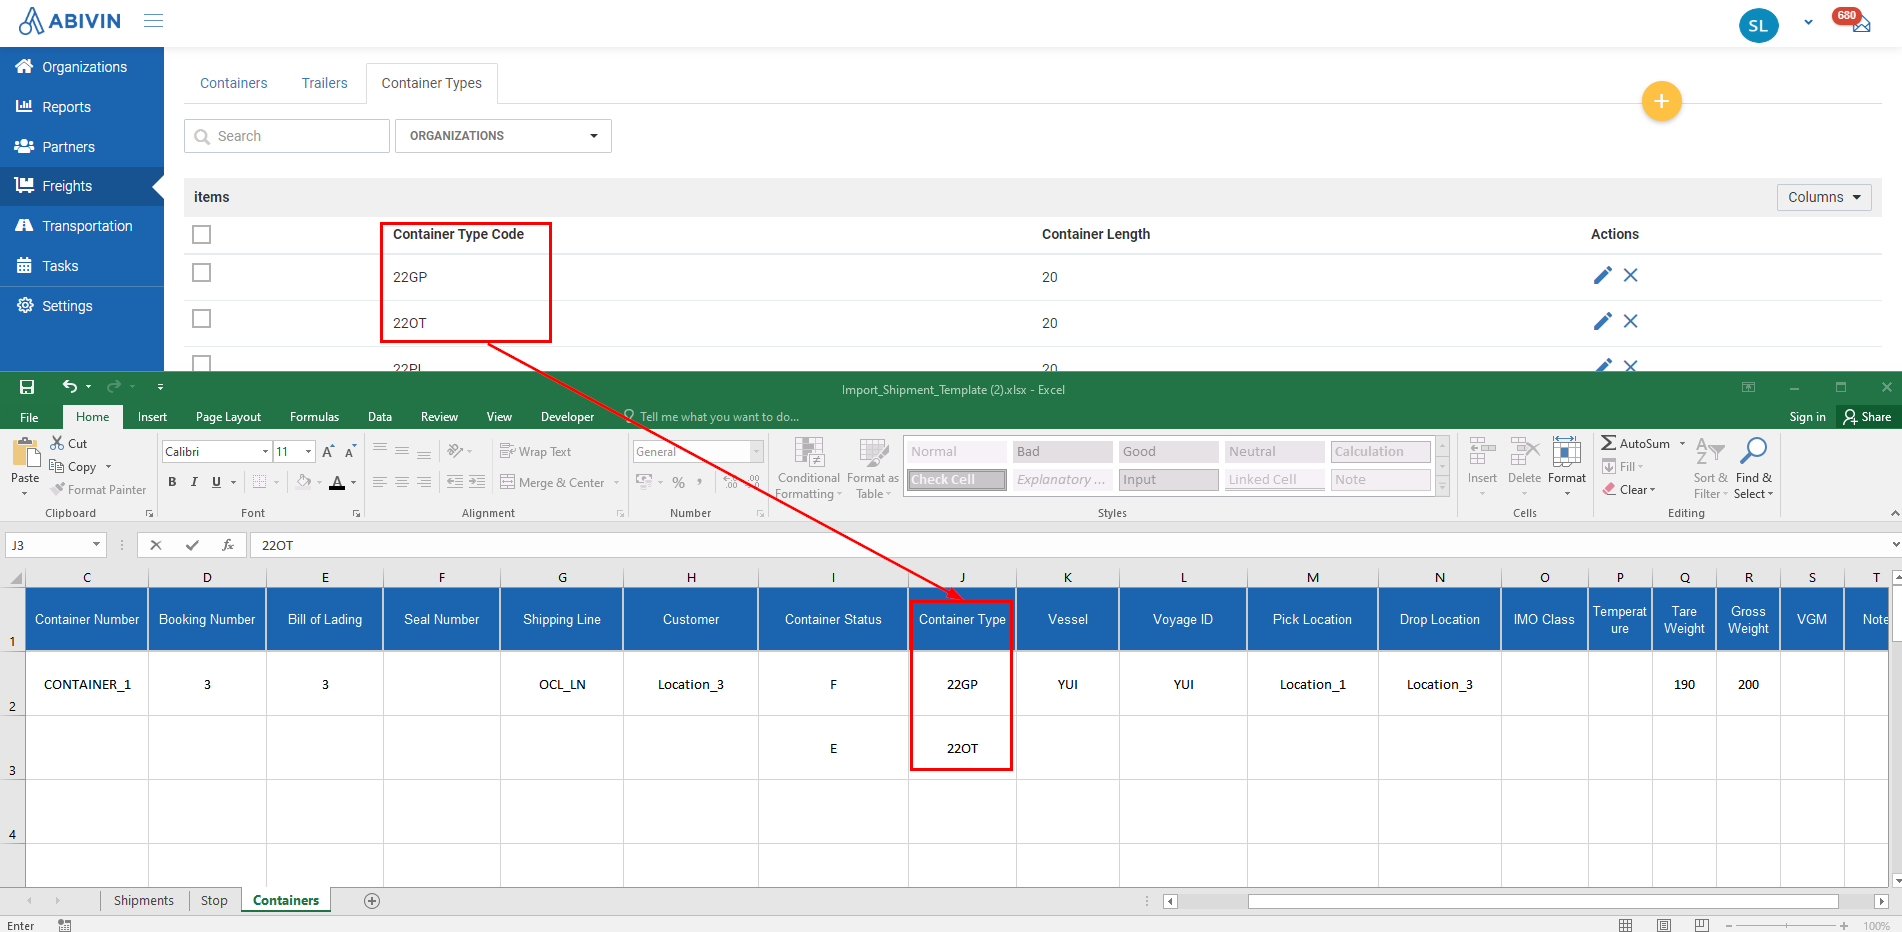 ABIVIN
SL
680
Organizations
Reports
Partners
Freights
Transportation
Tasks
Settings
Containers Trailers Container Types
Search ORGANIZATIONS
items Columns
Container Type Code Container Length Actions
22GP 20
22OT 20
22PL 20
Import_Shipment_Template (2).xlsx - Excel
File Home Insert Page Layout Formulas Data Review View Developer Tell me what you want to do... Sign in Share
Paste
Cut
Copy
Format Painter
Clipboard
Calibri 11
B I U
Font
Wrap Text
Merge & Center
Alignment
General
%
Number
Conditional Formatting
Format as Table
Normal Bad Good Neutral Calculation
Check Cell Explanatory ... Input Linked Cell Note
Styles
Insert Delete Format
Cells
AutoSum
Fill
Clear
Sort & Filter
Find & Select
Editing
J3 fx 22OT
C D E F G H I J K L M N O P Q R S T
1 Container Number Booking Number Bill of Lading Seal Number Shipping Line Customer Container Status Container Type Vessel Voyage ID Pick Location Drop Location IMO Class Temperature Tare Weight Gross Weight VGM Note
2 CONTAINER_1 3 3 OCL_LN Location_3 F 22GP YUI YUI Location_1 Location_3 190 200
3 E 22OT
4
Shipments Stop Containers
Enter 100%